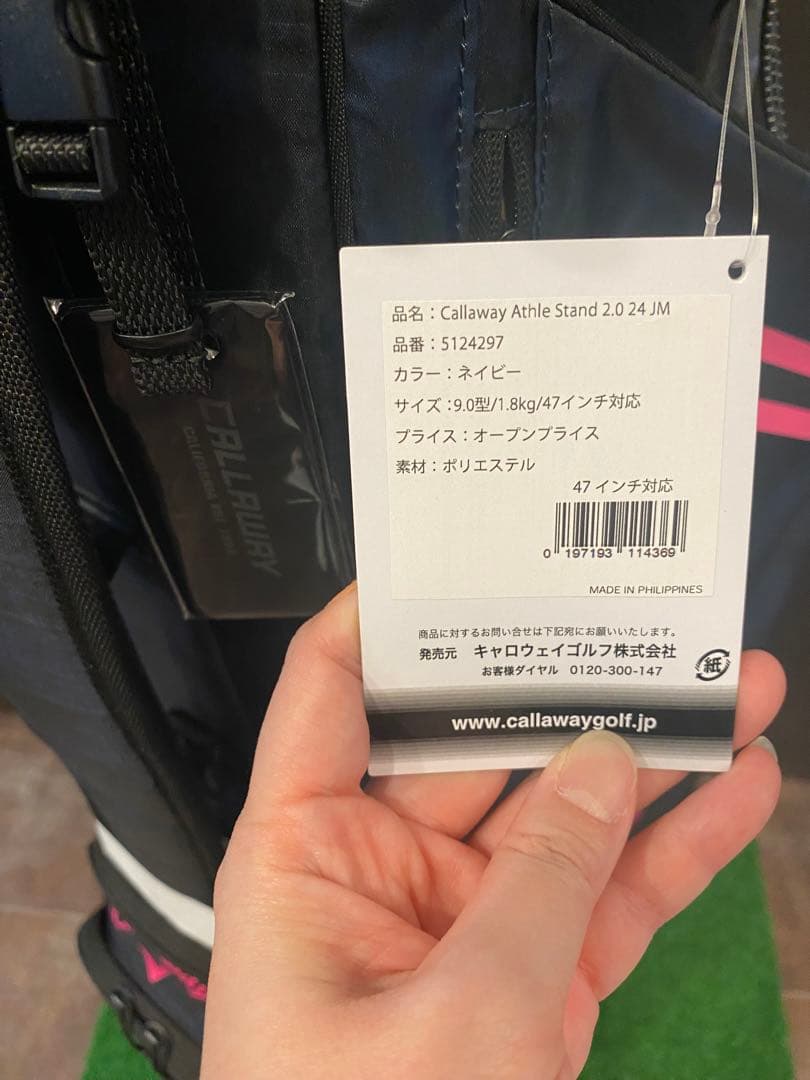 品名：Callaway Athle Stand 2.0 24 JM
品番：5124297
カラー：ネイビー
サイズ：9.0型/1.8kg/47インチ対応
プライス：オープンプライス
素材：ポリエステル
47 インチ対応
0 197193 114369
MADE IN PHILIPPINES
商品に対するお問い合せは下記宛にお願いいたします。
発売元 キャロウェイゴルフ株式会社
お客様ダイヤル 0120-300-147
紙
www.callawaygolf.jp
CALLAWAY